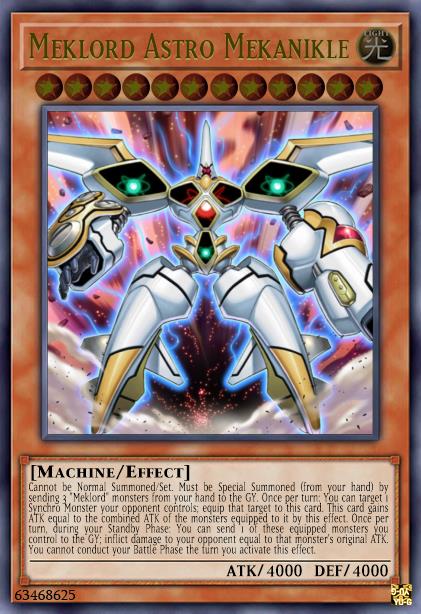 Meklord Astro Mekanikle
LIGHT
光
[Machine/Effect]
Cannot be Normal Summoned/Set. Must be Special Summoned (from your hand) by
sending 3 "Meklord" monsters from your hand to the GY. Once per turn: You can target 1
Synchro Monster your opponent controls; equip that target to this card. This card gains
ATK equal to the combined ATK of the monsters equipped to it by this effect. Once per
turn, during your Standby Phase: You can send 1 of these equipped monsters you
control to the GY; inflict damage to your opponent equal to that monster's original ATK.
You cannot conduct your Battle Phase the turn you activate this effect.
ATK/4000 DEF/4000
63468625